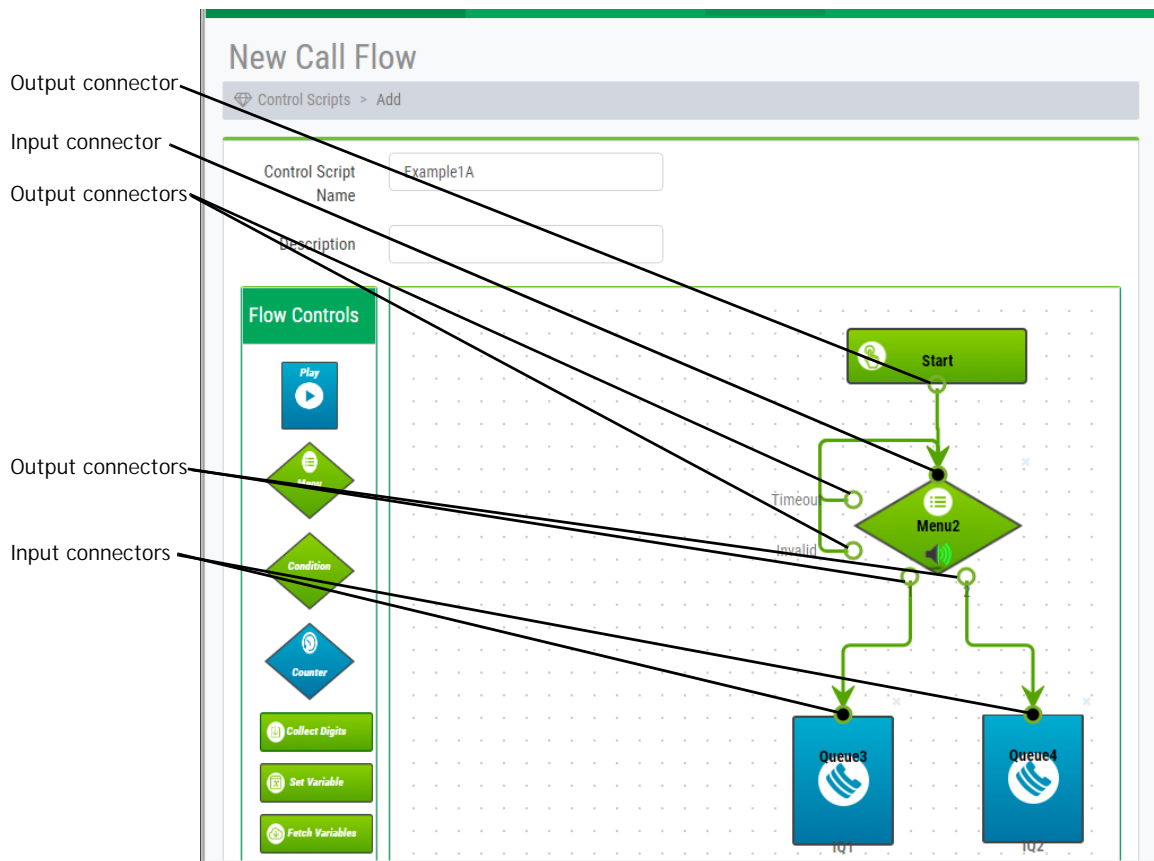 New Call Flow
Output connector
Control Scripts > Add
Input connector
Control Script Name
Example1A
Output connectors
Description
Flow Controls
Play
Start
Menu
Output connectors
Timeout
Menu2
Invalid
Input connectors
Condition
1
2
Counter
Collect Digits
Queue3
Queue4
Set Variable
Fetch Variables
IQ1
IQ2